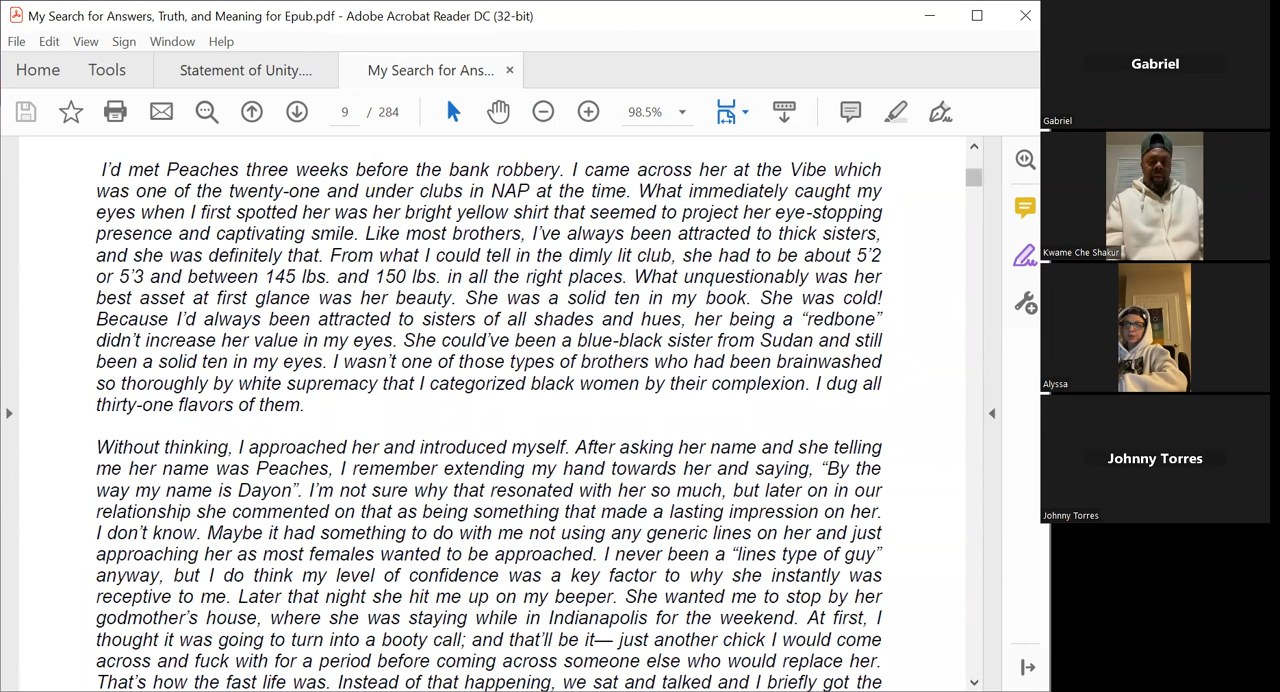 My Search for Answers, Truth, and Meaning for Epub.pdf - Adobe Acrobat Reader DC (32-bit)
File Edit View Sign Window Help
Home Tools Statement of Unity.... My Search for Ans... ×
9 / 284 98.5%
I'd met Peaches three weeks before the bank robbery. I came across her at the Vibe which
was one of the twenty-one and under clubs in NAP at the time. What immediately caught my
eyes when I first spotted her was her bright yellow shirt that seemed to project her eye-stopping
presence and captivating smile. Like most brothers, I've always been attracted to thick sisters,
and she was definitely that. From what I could tell in the dimly lit club, she had to be about 5'2
or 5'3 and between 145 lbs. and 150 lbs. in all the right places. What unquestionably was her
best asset at first glance was her beauty. She was a solid ten in my book. She was cold!
Because I'd always been attracted to sisters of all shades and hues, her being a “redbone”
didn't increase her value in my eyes. She could've been a blue-black sister from Sudan and still
been a solid ten in my eyes. I wasn't one of those types of brothers who had been brainwashed
so thoroughly by white supremacy that I categorized black women by their complexion. I dug all
thirty-one flavors of them.
Without thinking, I approached her and introduced myself. After asking her name and she telling
me her name was Peaches, I remember extending my hand towards her and saying, “By the
way my name is Dayon”. I'm not sure why that resonated with her so much, but later on in our
relationship she commented on that as being something that made a lasting impression on her.
I don't know. Maybe it had something to do with me not using any generic lines on her and just
approaching her as most females wanted to be approached. I never been a “lines type of guy”
anyway, but I do think my level of confidence was a key factor to why she instantly was
receptive to me. Later that night she hit me up on my beeper. She wanted me to stop by her
godmother's house, where she was staying while in Indianapolis for the weekend. At first, I
thought it was going to turn into a booty call; and that'll be it— just another chick I would come
across and fuck with for a period before coming across someone else who would replace her.
That's how the fast life was. Instead of that happening, we sat and talked and I briefly got the
Gabriel
Gabriel
Kwame Che Shakur
Alyssa
Johnny Torres
Johnny Torres